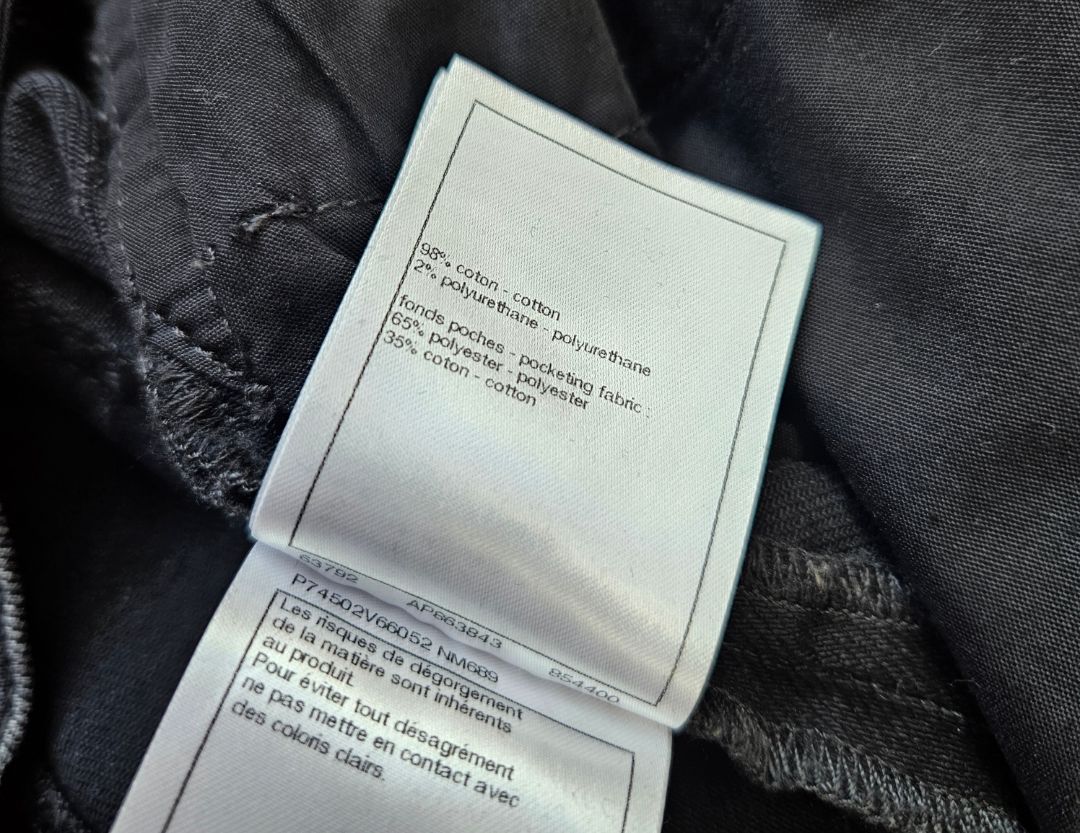 98% coton - cotton
2% polyurethane - polyurethane
fonds poches - pocketing fabric :
65% polyester - polyester
35% coton - cotton
63792 AP663843 854400
P74502V66052 NM689
Les risques de dégorgement
de la matière sont inhérents
au produit.
Pour éviter tout désagrément
ne pas mettre en contact avec
des coloris clairs.